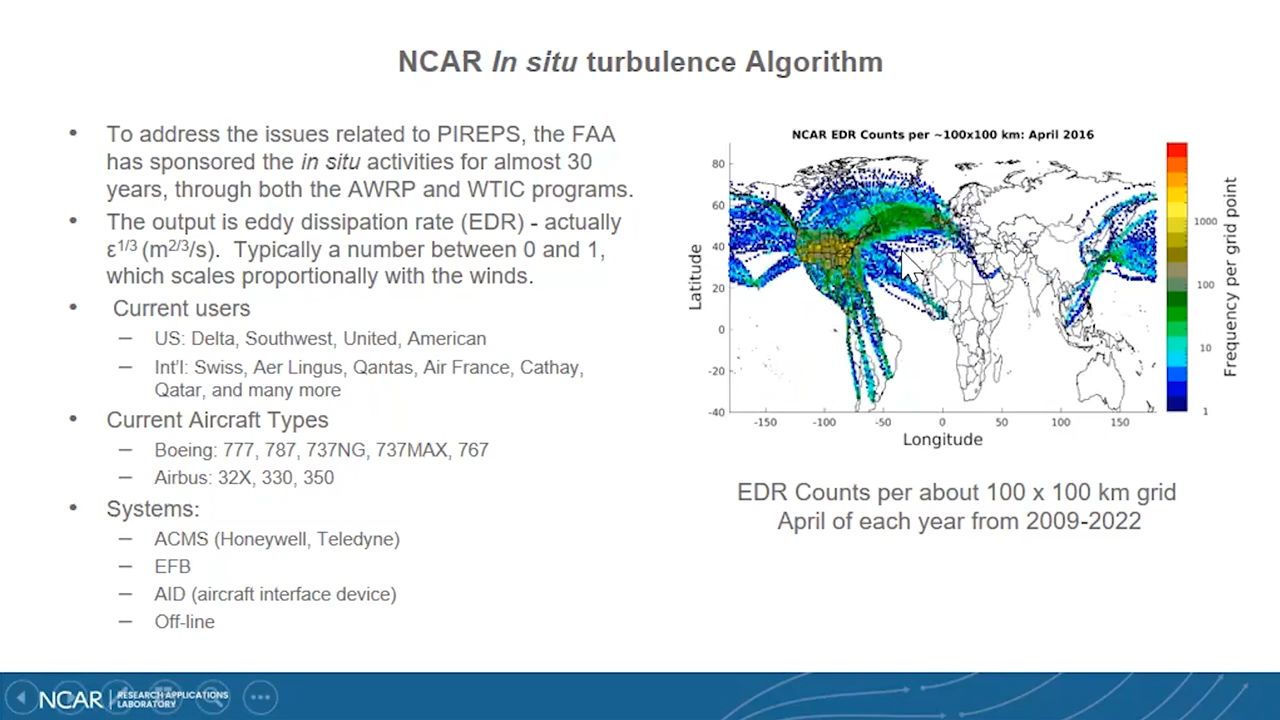 NCAR In situ turbulence Algorithm
• To address the issues related to PIREPS, the FAA
has sponsored the in situ activities for almost 30
years, through both the AWRP and WTIC programs.
• The output is eddy dissipation rate (EDR) - actually
ε1/3 (m2/3/s). Typically a number between 0 and 1,
which scales proportionally with the winds.
• Current users
– US: Delta, Southwest, United, American
– Int'l: Swiss, Aer Lingus, Qantas, Air France, Cathay,
Qatar, and many more
• Current Aircraft Types
– Boeing: 777, 787, 737NG, 737MAX, 767
– Airbus: 32X, 330, 350
• Systems:
– ACMS (Honeywell, Teledyne)
– EFB
– AID (aircraft interface device)
– Off-line
NCAR EDR Counts per ~100x100 km: April 2016
80
60
40
20
0
-20
-40
Latitude
-150 -100 -50 0 50 100 150
Longitude
1000
100
10
1
Frequency per grid point
EDR Counts per about 100 x 100 km grid
April of each year from 2009-2022
NCAR
RESEARCH APPLICATIONS
LABORATORY